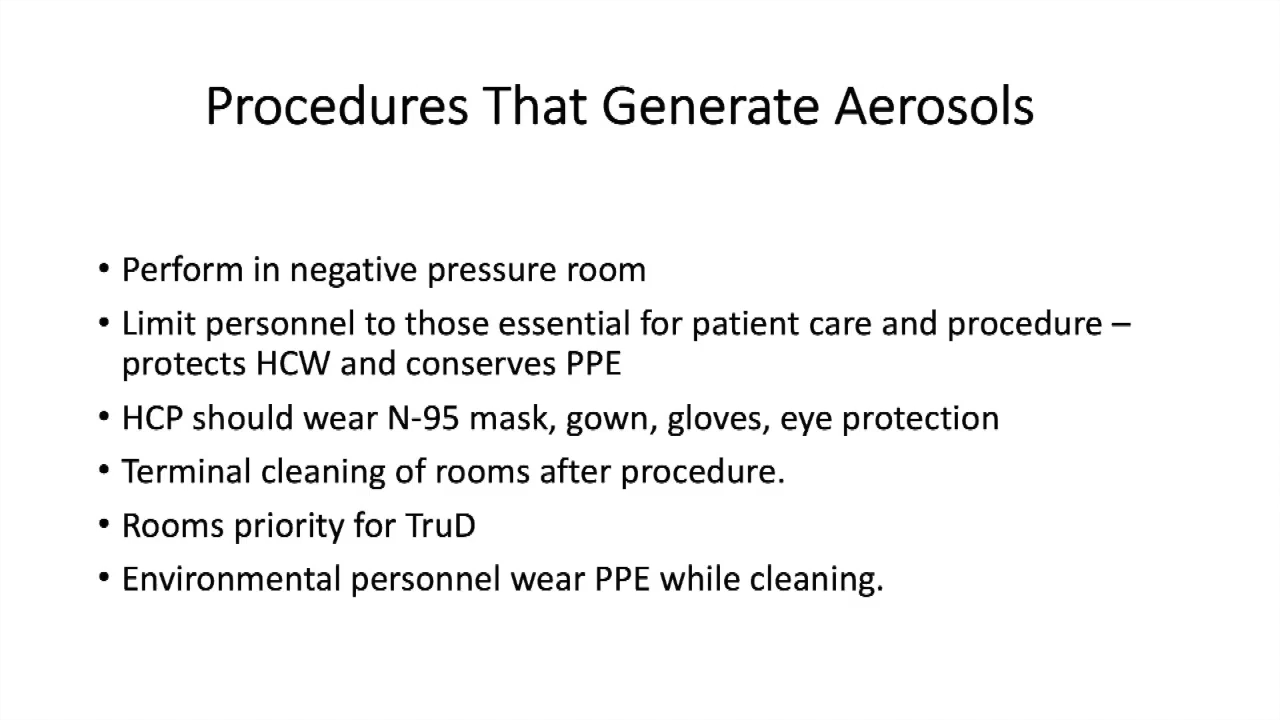 Procedures That Generate Aerosols
• Perform in negative pressure room
• Limit personnel to those essential for patient care and procedure –
protects HCW and conserves PPE
• HCP should wear N-95 mask, gown, gloves, eye protection
• Terminal cleaning of rooms after procedure.
• Rooms priority for TruD
• Environmental personnel wear PPE while cleaning.